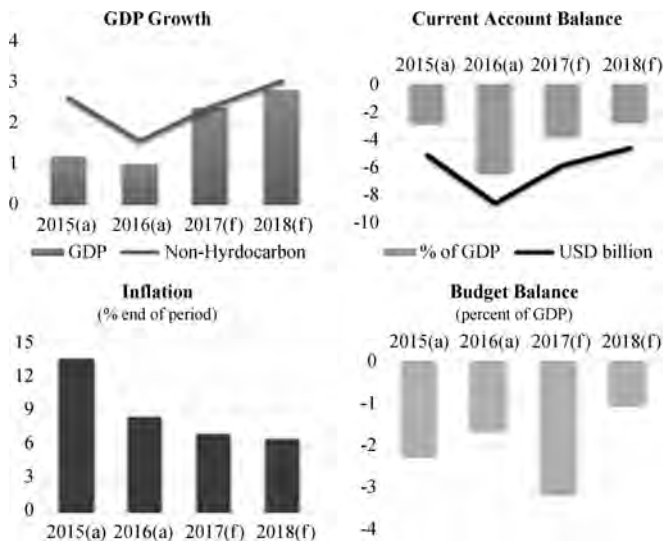 GDP Growth
4
3
2
1
0
2015(a) 2016(a) 2017(f) 2018(f)
GDP Non-Hyrdocarbon
Current Account Balance
2015(a) 2016(a) 2017(f) 2018(f)
0
-2
-4
-6
-8
-10
% of GDP USD billion
Inflation
(% end of period)
15
12
9
6
3
0
2015(a) 2016(a) 2017(f) 2018(f)
Budget Balance
(percent of GDP)
2015(a) 2016(a) 2017(f) 2018(f)
0
-1
-2
-3
-4